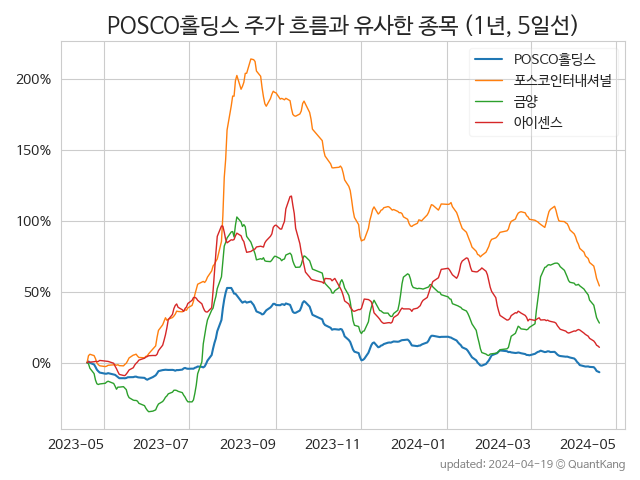 POSCO홀딩스 주가 흐름과 유사한 종목 (1년, 5일선)
POSCO홀딩스
포스코인터내셔널
금양
아이센스
200%
150%
100%
50%
0%
2023-05 2023-07 2023-09 2023-11 2024-01 2024-03 2024-05
updated: 2024-04-19 © QuantKang